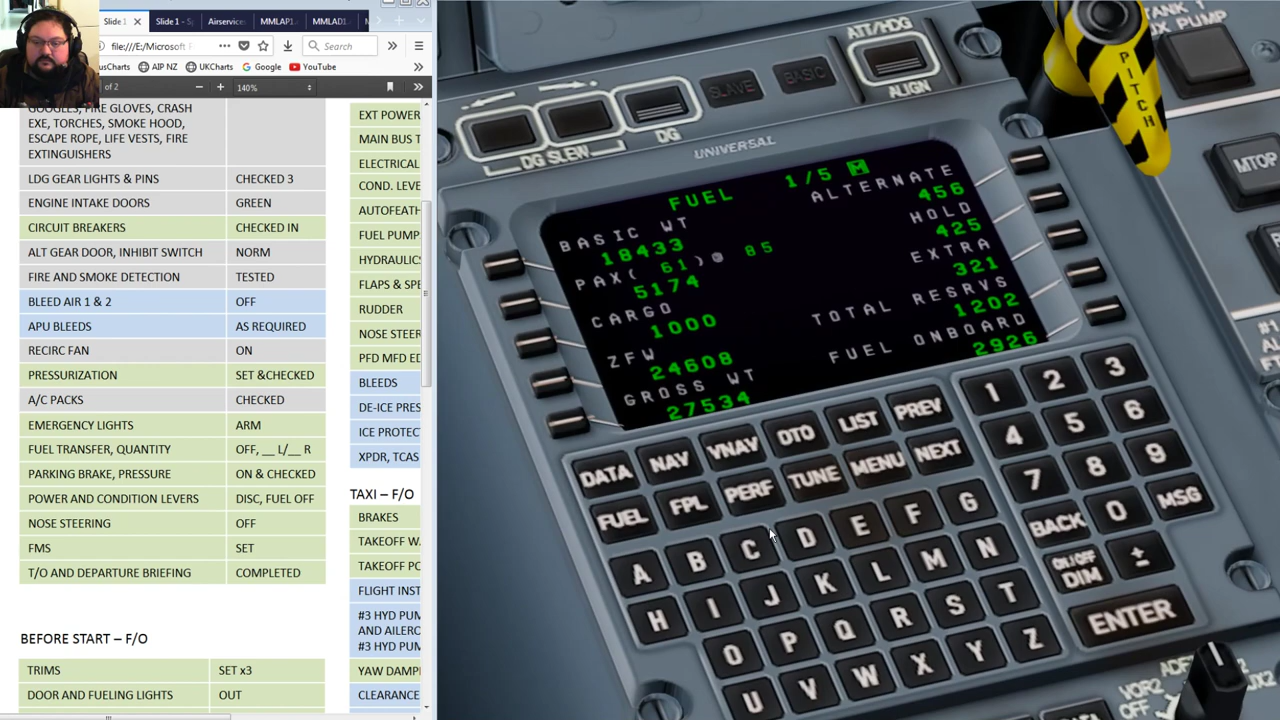 Slide 1
Slide 1 - S
Airservices
MMLAP1
MMLAD1
file:///E:/Microsoft
Search
usCharts
AIP NZ
UKCharts
Google
YouTube
of 2
140%
GOGGLES, FIRE GLOVES, CRASH
EXE, TORCHES, SMOKE HOOD,
ESCAPE ROPE, LIFE VESTS, FIRE
EXTINGUISHERS
LDG GEAR LIGHTS & PINS CHECKED 3
ENGINE INTAKE DOORS GREEN
CIRCUIT BREAKERS CHECKED IN
ALT GEAR DOOR, INHIBIT SWITCH NORM
FIRE AND SMOKE DETECTION TESTED
BLEED AIR 1 & 2 OFF
APU BLEEDS AS REQUIRED
RECIRC FAN ON
PRESSURIZATION SET &CHECKED
A/C PACKS CHECKED
EMERGENCY LIGHTS ARM
FUEL TRANSFER, QUANTITY OFF, __ L/__ R
PARKING BRAKE, PRESSURE ON & CHECKED
POWER AND CONDITION LEVERS DISC, FUEL OFF
NOSE STEERING OFF
FMS SET
T/O AND DEPARTURE BRIEFING COMPLETED
BEFORE START – F/O
TRIMS SET x3
DOOR AND FUELING LIGHTS OUT
EXT POWER
MAIN BUS T
ELECTRICAL
COND. LEVE
AUTOFEATH
FUEL PUMP
HYDRAULIC
FLAPS & SPE
RUDDER
NOSE STEER
PFD MFD ED
BLEEDS
DE-ICE PRES
ICE PROTEC
XPDR, TCAS
TAXI – F/O
BRAKES
TAKEOFF W
TAKEOFF PO
FLIGHT INST
#3 HYD PUM
AND AILERO
#3 HYD PUM
YAW DAMP
CLEARANCE
ATT/HDG
SLAVE
BASIC
ALIGN
DG SLEW
DG
UNIVERSAL
FUEL 1/5 M
BASIC WT ALTERNATE
18433 456
PAX( 61)@ 85 HOLD
5174 425
CARGO EXTRA
1000 321
ZFW TOTAL RESRVS
24608 1202
GROSS WT FUEL ONBOARD
27534 2926
DATA NAV VNAV DTO LIST PREV
FUEL FPL PERF TUNE MENU NEXT
1 2 3
4 5 6
7 8 9
BACK 0 MSG
ON/OFF
DIM
±
ENTER
A B C D E F G
H I J K L M N
O P Q R S T
U V W X Y Z
PITCH
TANK 1
UX PUMP
MTOP
VOR2
OFF